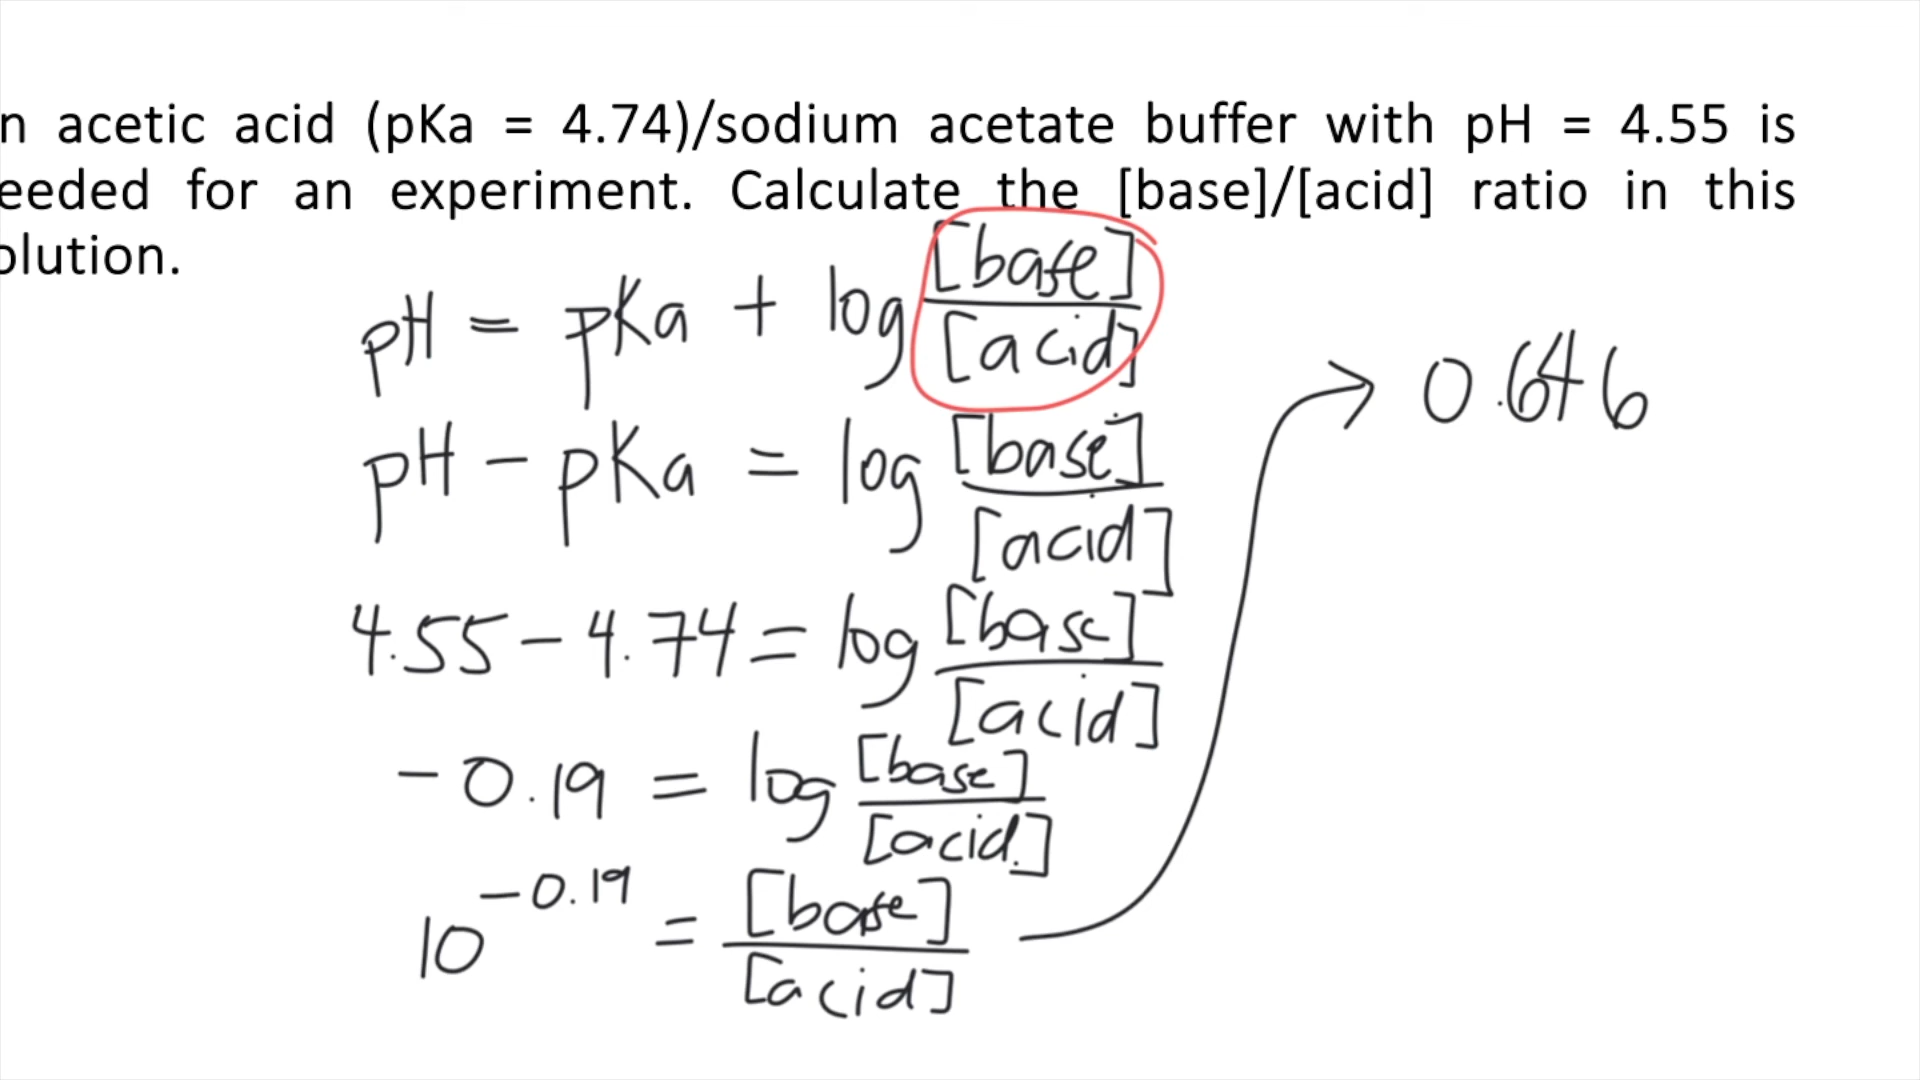 n acetic acid (pKa = 4.74)/sodium acetate buffer with pH = 4.55 is
eeded for an experiment. Calculate the [base]/[acid] ratio in this
olution.
pH = pKa + log [base]/[acid]
pH - pKa = log [base]/[acid]
4.55 - 4.74 = log [base]/[acid]
-0.19 = log [base]/[acid]
10^-0.19 = [base]/[acid] → 0.646